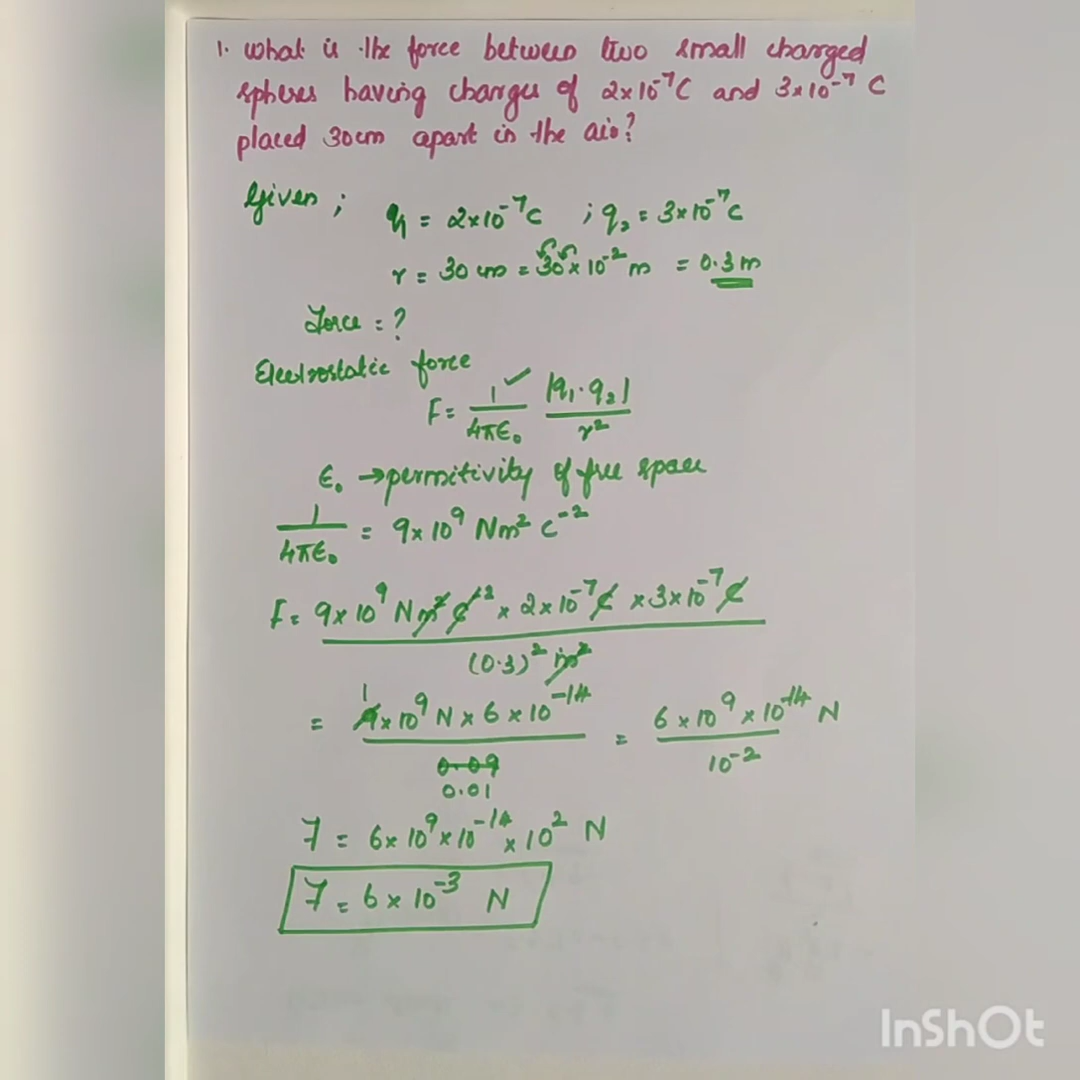 1. What is the force between two small charged
spheres having charges of 2×10⁻⁷C and 3×10⁻⁷ C
placed 30cm apart in the air?
Given ; q₁ = 2×10⁻⁷C ; q₂ = 3×10⁻⁷C
r = 30 cm = 30×10⁻² m = 0.3m
Force = ?
Electrostatic force
F = 1/4πϵ₀ ✓ |q₁·q₂|/r²
ϵ₀ → permitivity of free space
1/4πϵ₀ = 9×10⁹ Nm² C⁻²
F = 9×10⁹ Nm² C⁻² × 2×10⁻⁷C × 3×10⁻⁷C / (0.3)² m²
= 9×10⁹ N × 6×10⁻¹⁴ / 0.09 = 6×10⁹×10⁻¹⁴ N / 10⁻²
1
0.01
F = 6×10⁹×10⁻¹⁴×10² N
F = 6×10⁻³ N
InShOt